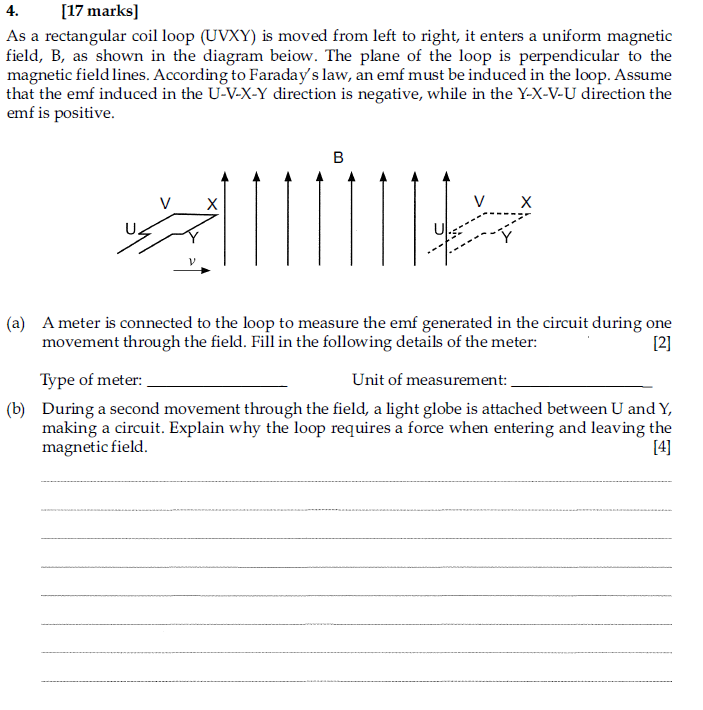 4. [17 marks]
As a rectangular coil loop (UVXY) is moved from left to right, it enters a uniform magnetic
field, B, as shown in the diagram beiow. The plane of the loop is perpendicular to the
magnetic field lines. According to Faraday's law, an emf must be induced in the loop. Assume
that the emf induced in the U-V-X-Y direction is negative, while in the Y-X-V-U direction the
emf is positive.
B
V X V X
U Y U Y
v
(a) A meter is connected to the loop to measure the emf generated in the circuit during one
movement through the field. Fill in the following details of the meter: [2]
Type of meter: ________________ Unit of measurement: ________________
(b) During a second movement through the field, a light globe is attached between U and Y,
making a circuit. Explain why the loop requires a force when entering and leaving the
magnetic field. [4]